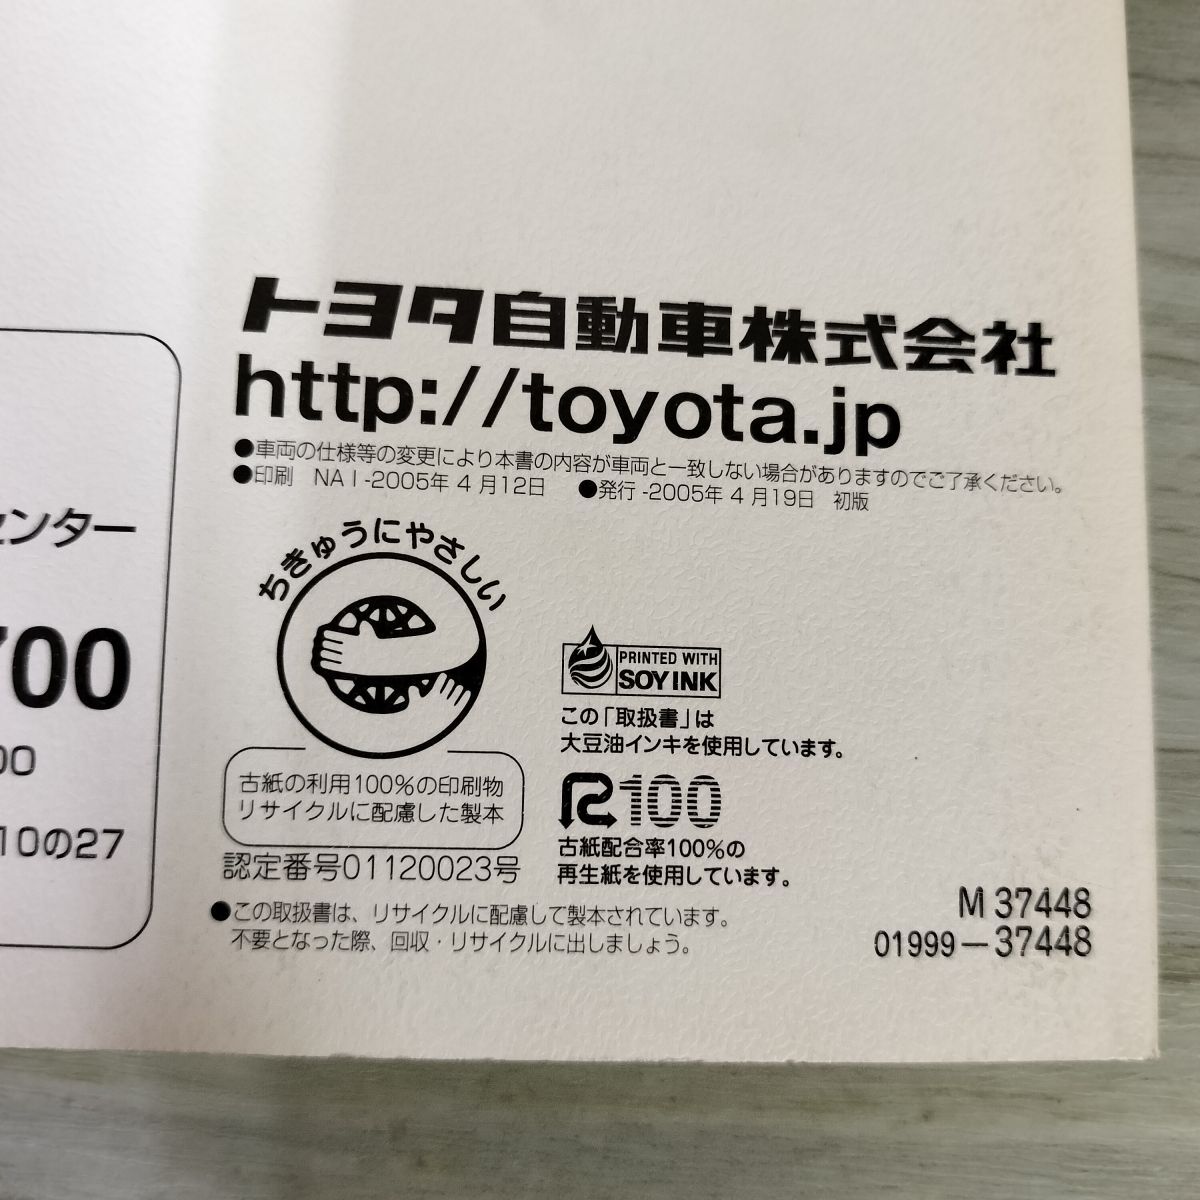 トヨタ自動車株式会社
http://toyota.jp
●車両の仕様等の変更により本書の内容が車両と一致しない場合がありますのでご了承ください。
●印刷 NAI-2005年4月12日 ●発行-2005年4月19日 初版
センター
700
00
10の27
ちきゅうにやさしい
古紙の利用100%の印刷物
リサイクルに配慮した製本
認定番号01120023号
PRINTED WITH
SOY INK
この「取扱書」は
大豆油インキを使用しています。
R100
古紙配合率100%の
再生紙を使用しています。
●この取扱書は、リサイクルに配慮して製本されています。
不要となった際、回収・リサイクルに出しましょう。
M 37448
01999－37448